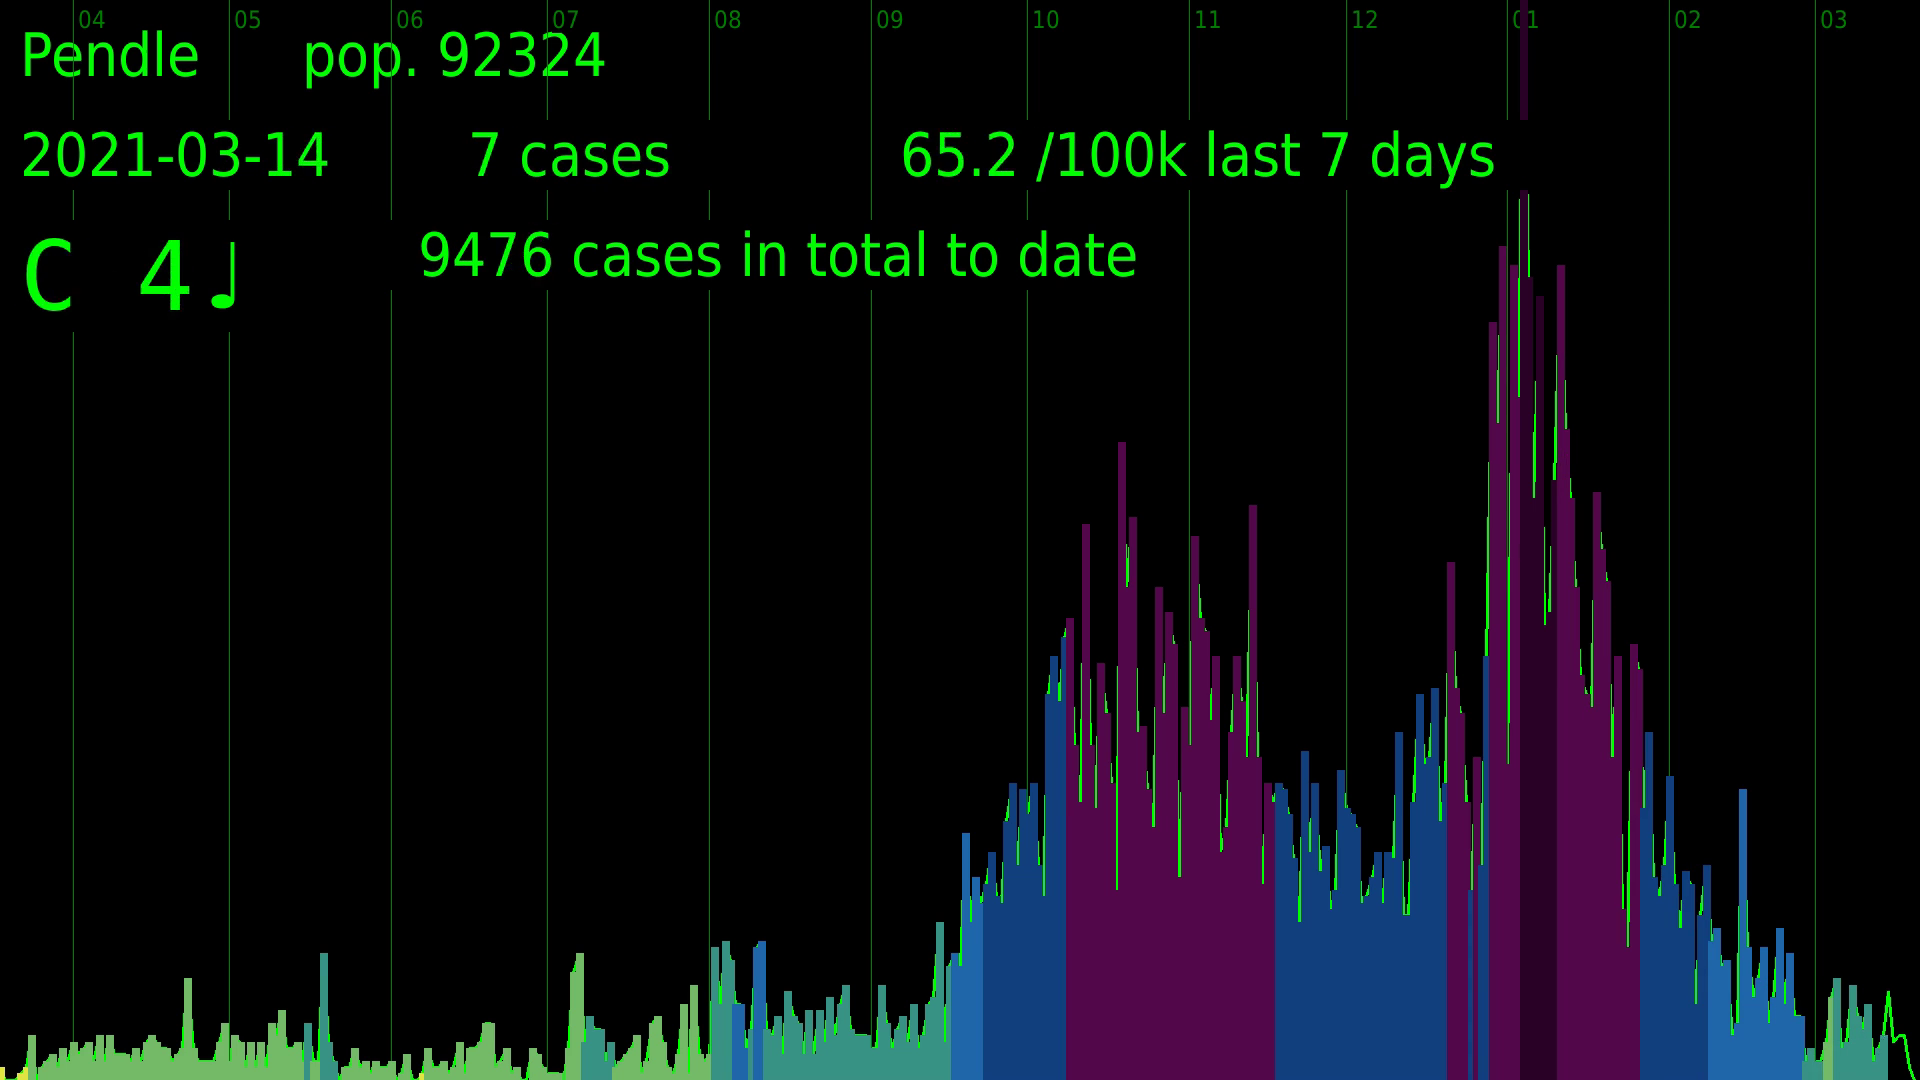 04 05 06 07 08 09 10 11 12 01 02 03
Pendle pop. 92324
2021-03-14 7 cases 65.2 /100k last 7 days
C 4♩ 9476 cases in total to date